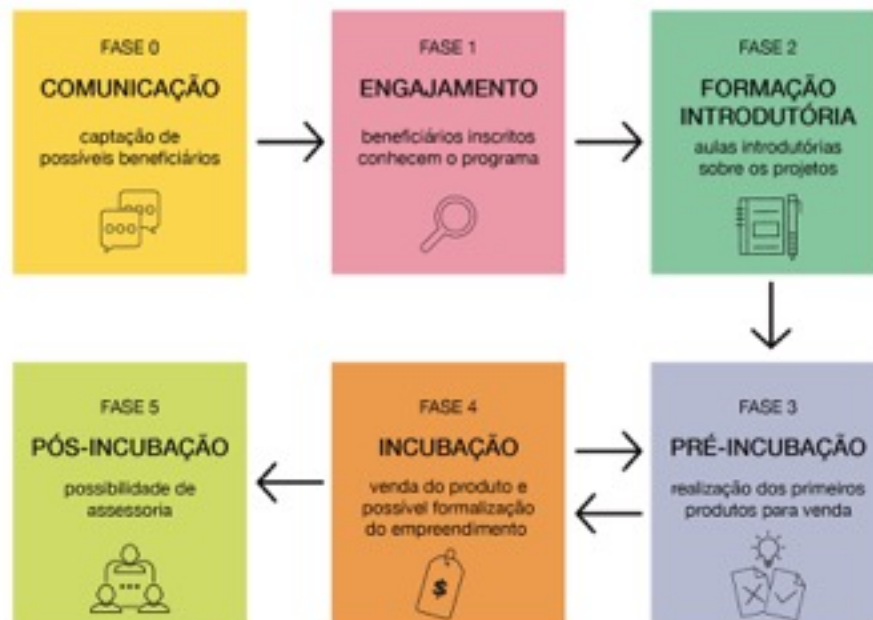 FASE 0
COMUNICAÇÃO
captação de
possíveis beneficiários
FASE 1
ENGAJAMENTO
beneficiários inscritos
conhecem o programa
FASE 2
FORMAÇÃO
INTRODUTÓRIA
aulas introdutórias
sobre os projetos
FASE 3
PRÉ-INCUBAÇÃO
realização dos primeiros
produtos para venda
FASE 4
INCUBAÇÃO
venda do produto e
possível formalização
do empreendimento
$
FASE 5
PÓS-INCUBAÇÃO
possibilidade de
assessoria